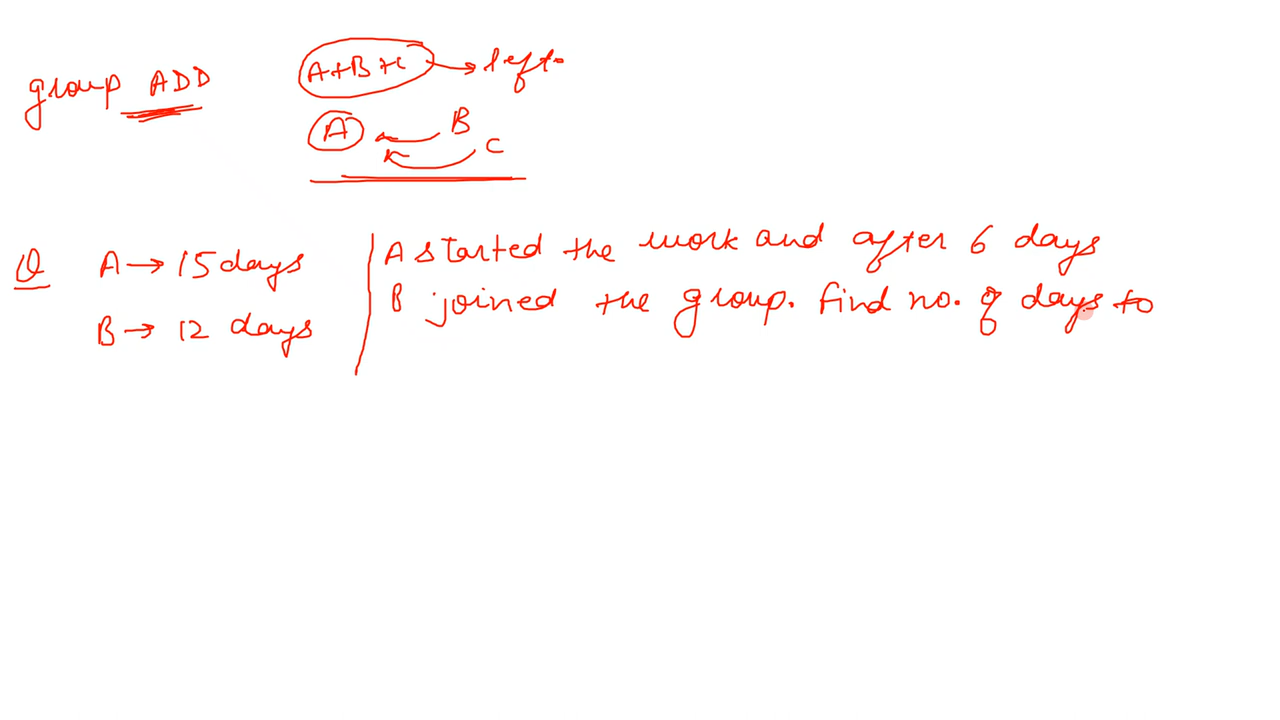 group ADD
A+B+C → left
A ← B
← C
Q A → 15 days
B → 12 days
A started the work and after 6 days
B joined the group. Find no. of days to